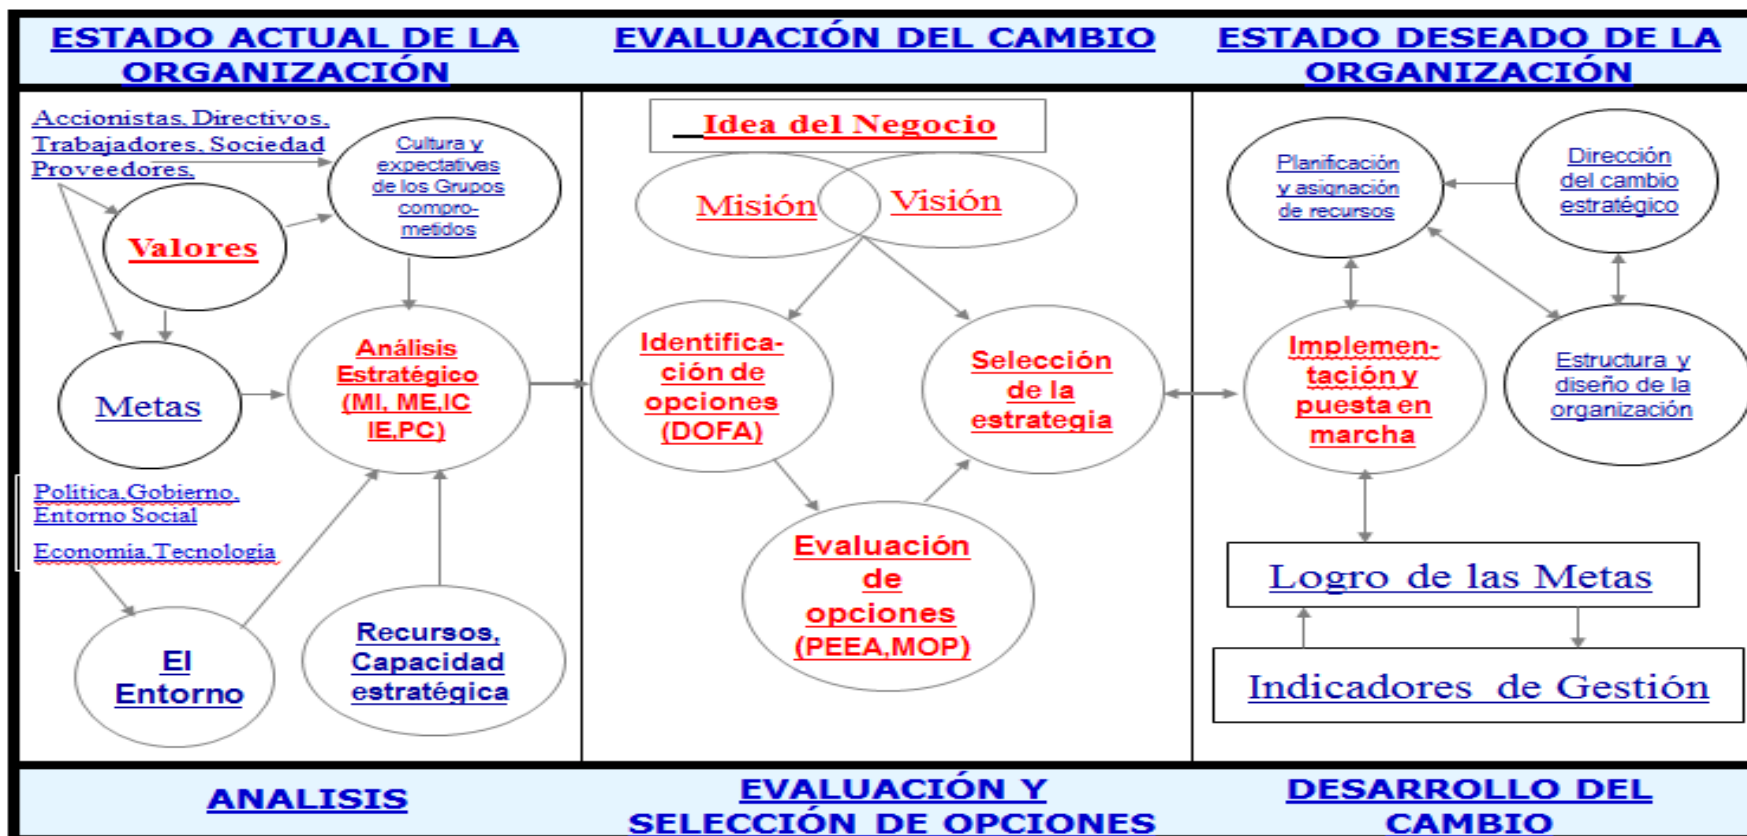 ESTADO ACTUAL DE LA
ORGANIZACIÓN
EVALUACIÓN DEL CAMBIO
ESTADO DESEADO DE LA
ORGANIZACIÓN
Accionistas, Directivos,
Trabajadores, Sociedad
Proveedores,
Cultura y
expectativas
de los Grupos
compro-
metidos
Valores
Metas
Análisis
Estratégico
(MI, ME,IC
IE,PC)
Política,Gobierno,
Entorno Social
Economia,Tecnologia
El
Entorno
Recursos,
Capacidad
estratégica
Idea del Negocio
Misión
Visión
Identifica-
ción de
opciones
(DOFA)
Selección
de la
estrategia
Evaluación
de
opciones
(PEEA,MOP)
Planificación
y asignación
de recursos
Dirección
del cambio
estratégico
Implemen-
tación y
puesta en
marcha
Estructura y
diseño de la
organización
Logro de las Metas
Indicadores de Gestión
ANALISIS
EVALUACIÓN Y
SELECCIÓN DE OPCIONES
DESARROLLO DEL
CAMBIO